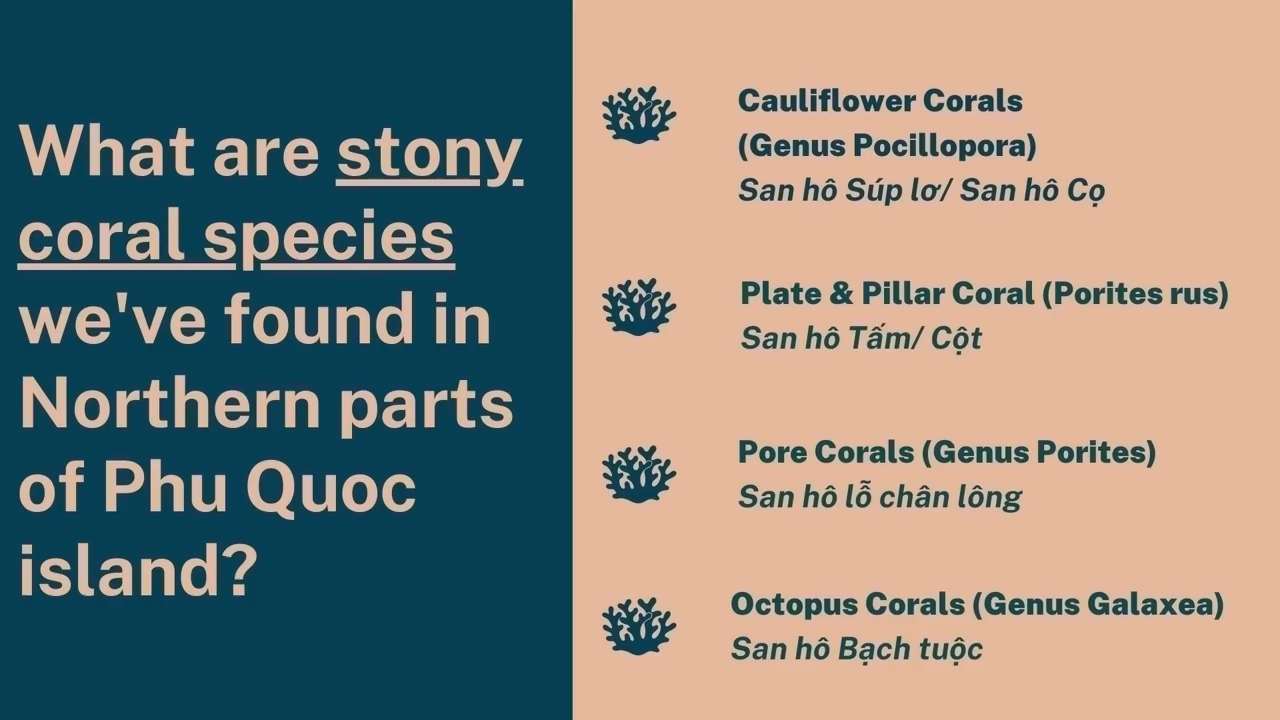 What are stony
coral species
we've found in
Northern parts
of Phu Quoc
island?
Cauliflower Corals
(Genus Pocillopora)
San hô Súp lơ/ San hô Cọ
Plate & Pillar Coral (Porites rus)
San hô Tấm/ Cột
Pore Corals (Genus Porites)
San hô lỗ chân lông
Octopus Corals (Genus Galaxea)
San hô Bạch tuộc